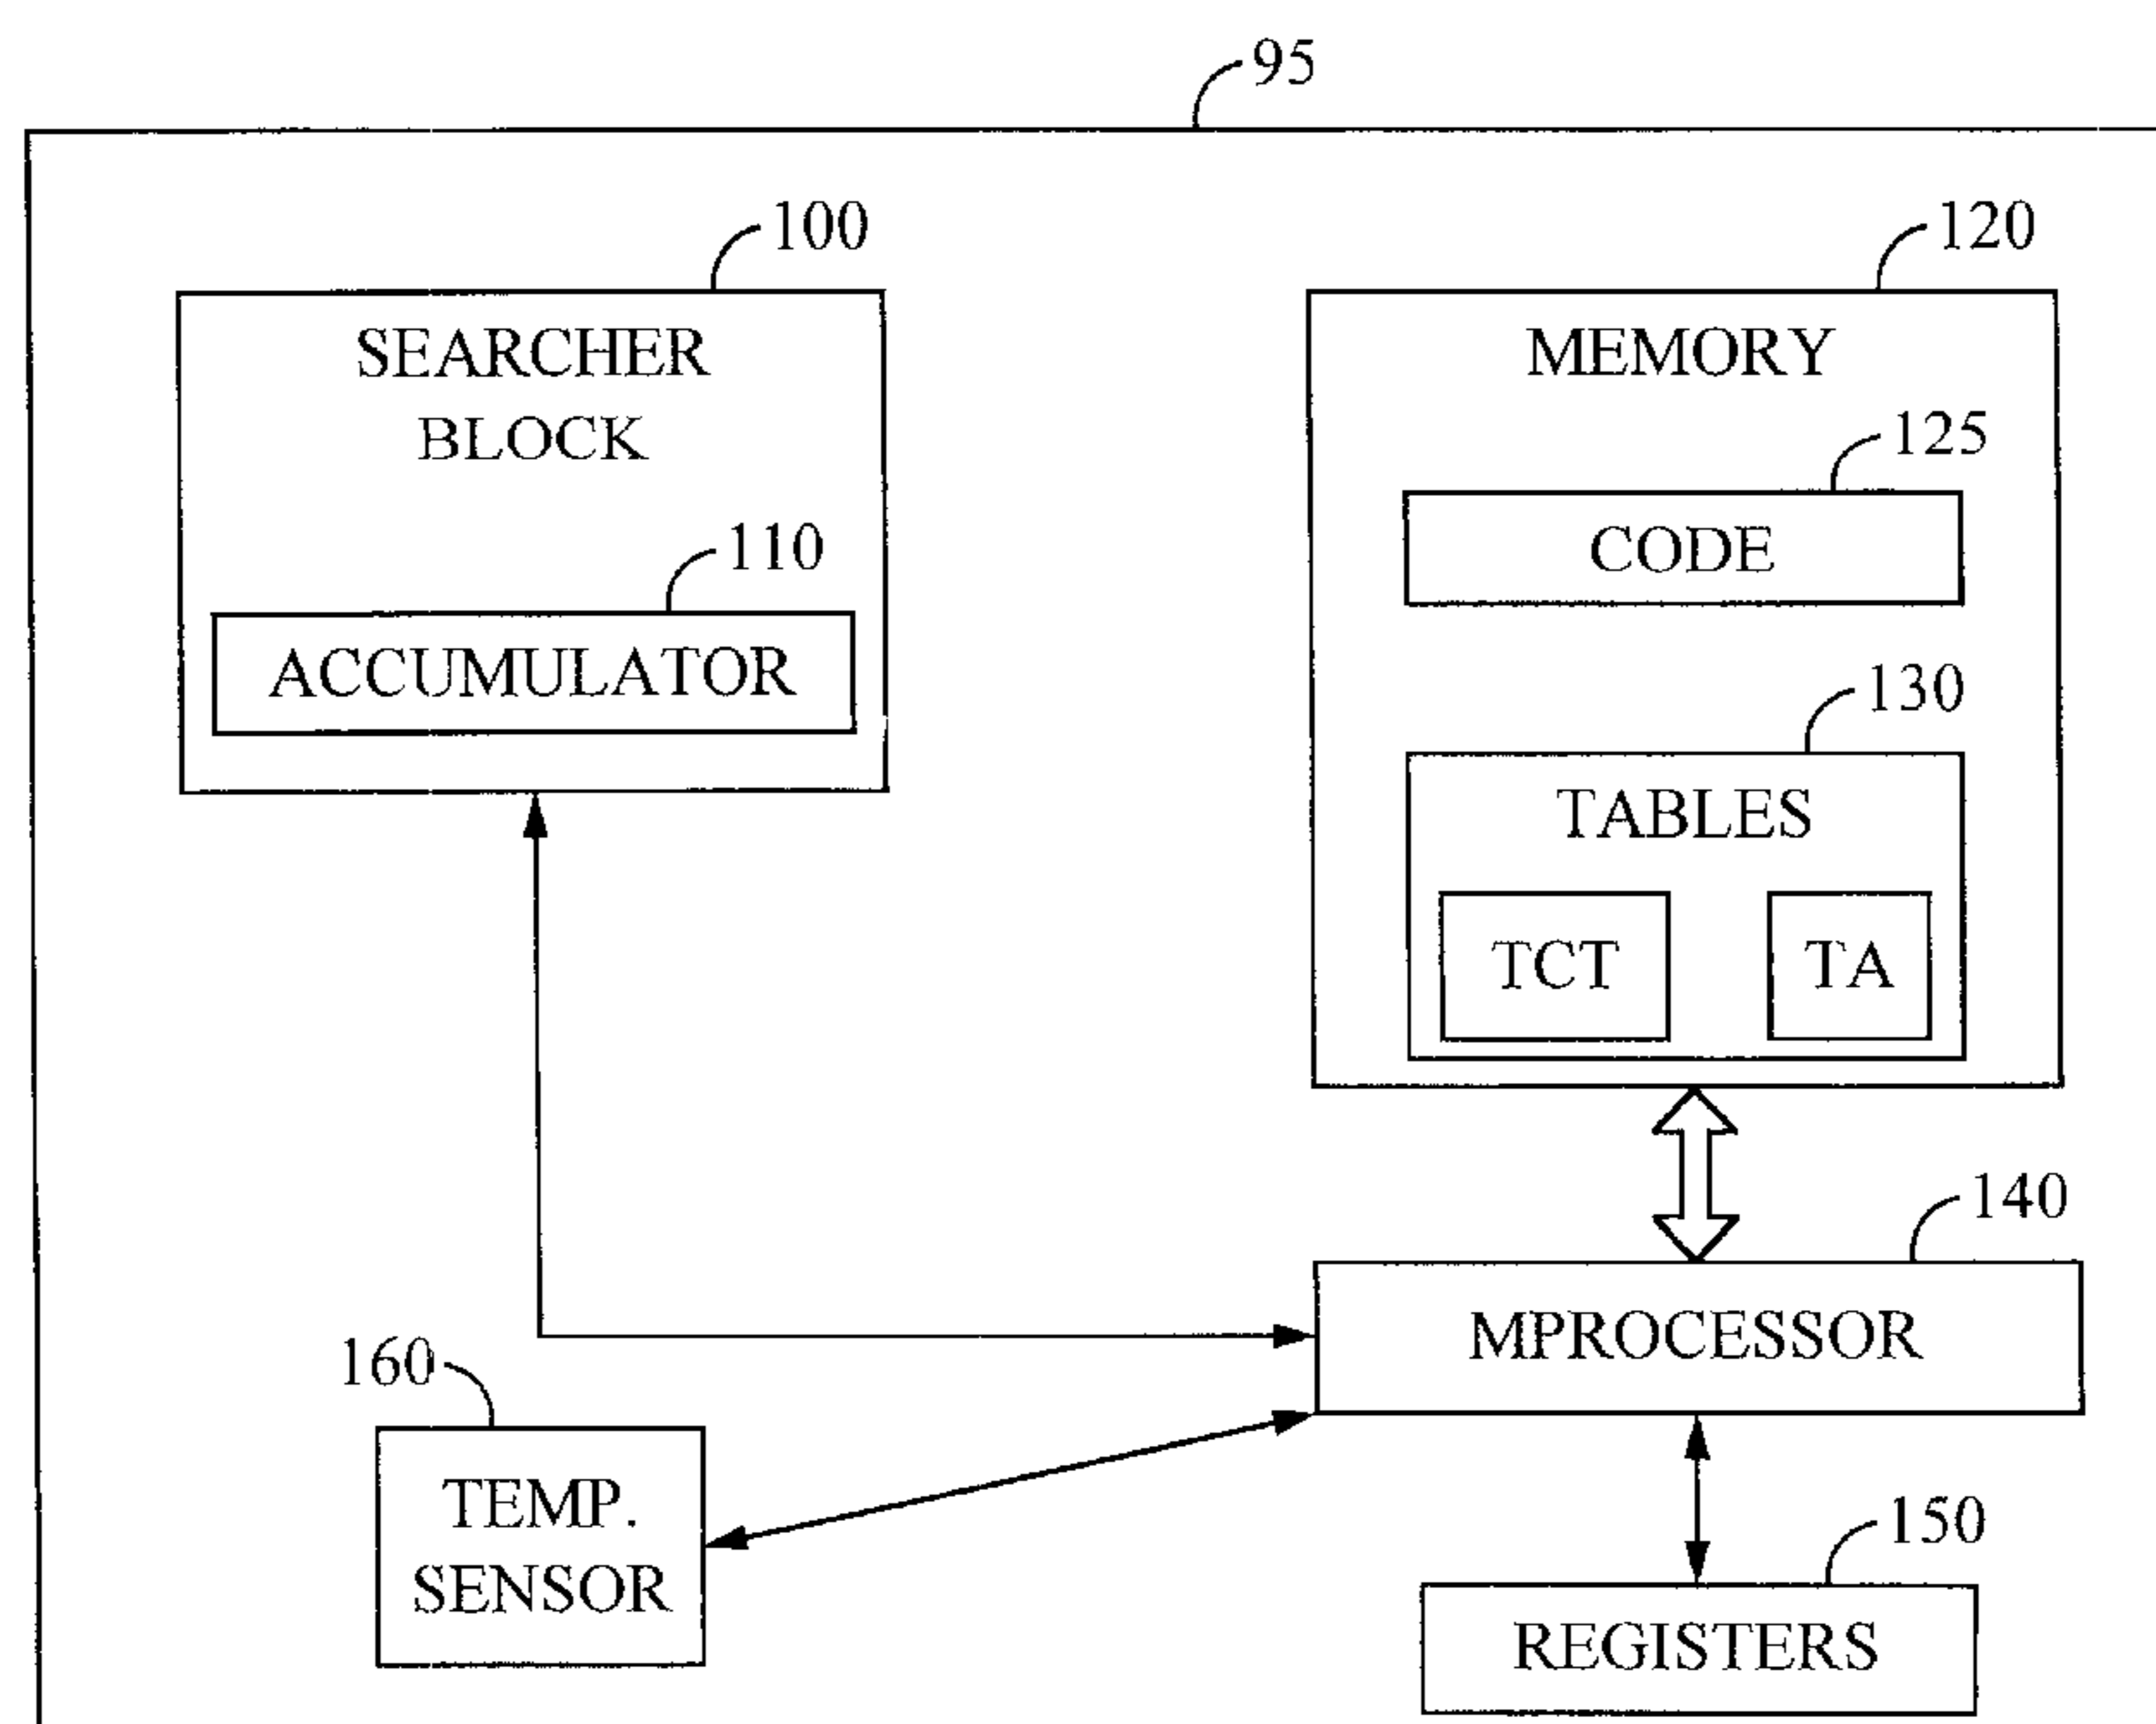 95
100
SEARCHER
BLOCK
110
ACCUMULATOR
120
MEMORY
125
CODE
130
TABLES
TCT
TA
140
MPROCESSOR
160
TEMP.
SENSOR
150
REGISTERS